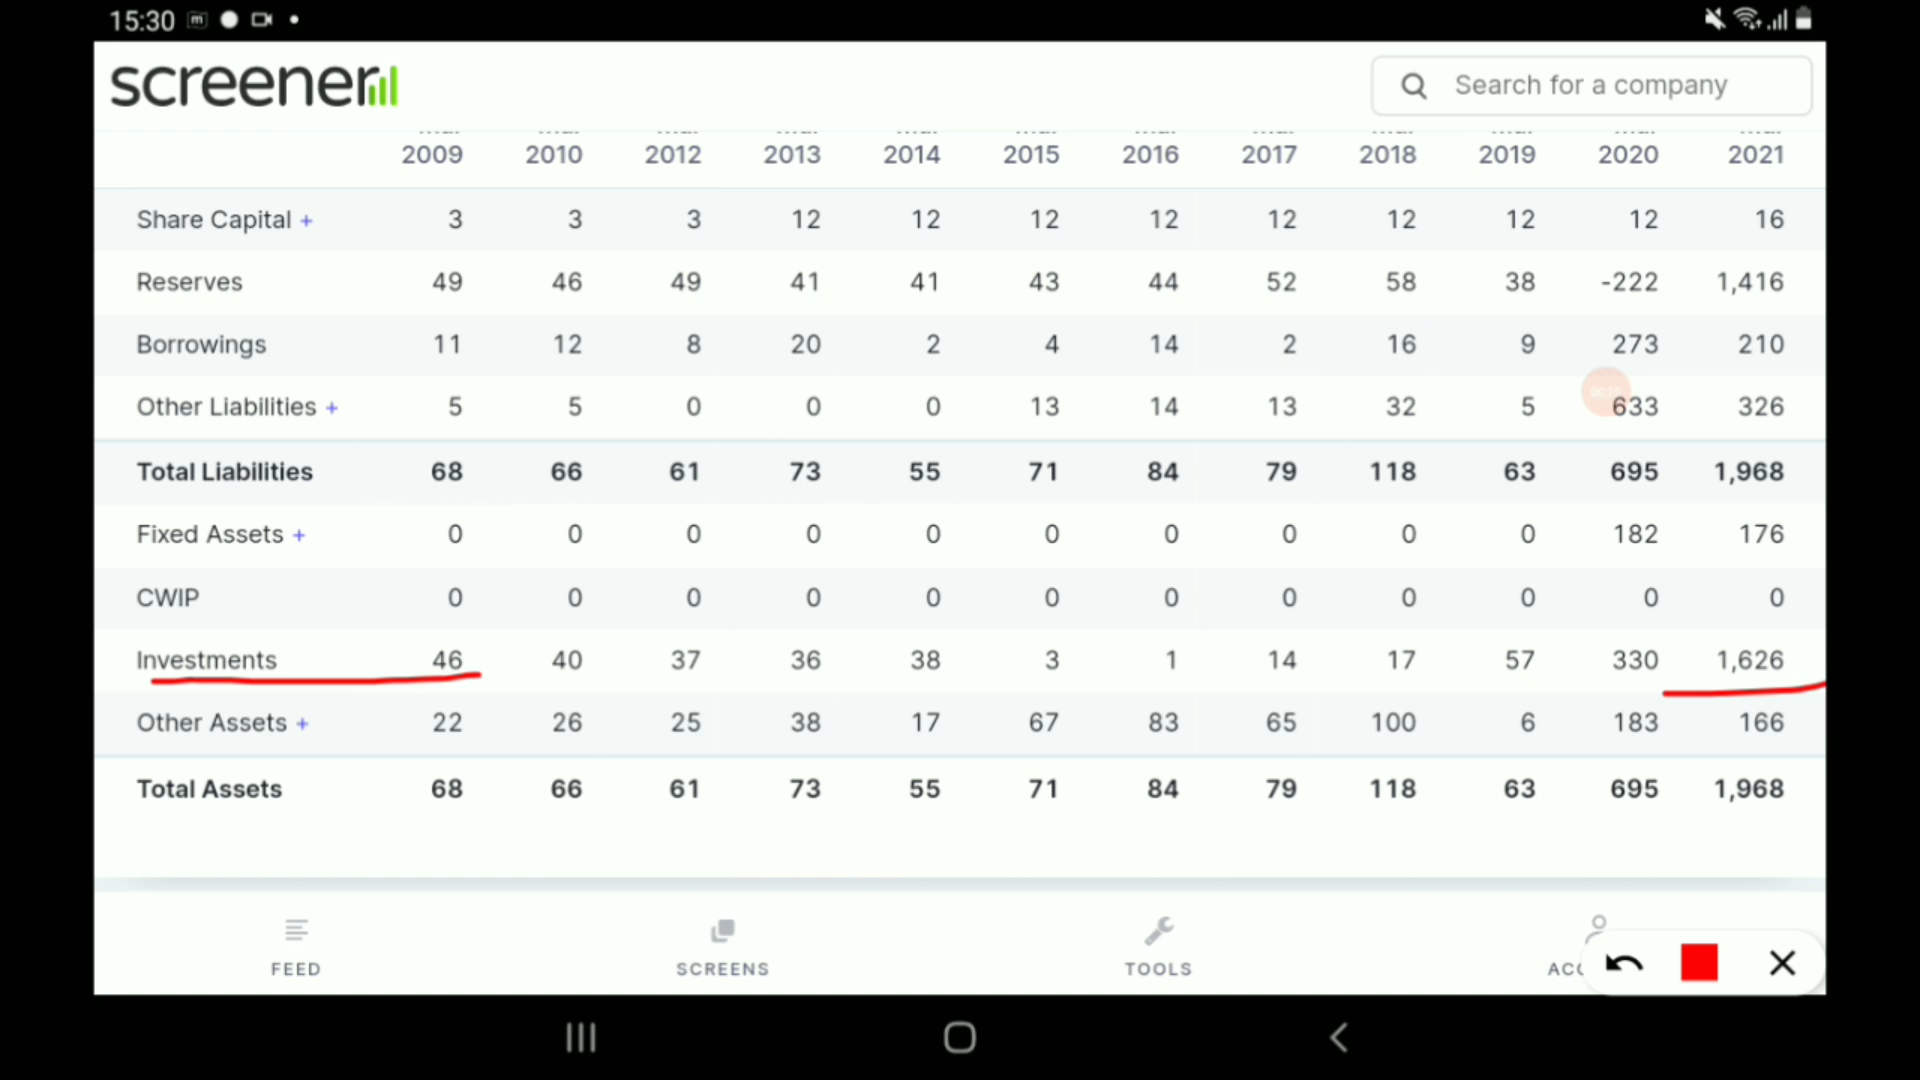 15:30
screener
Search for a company
2009 2010 2012 2013 2014 2015 2016 2017 2018 2019 2020 2021
Share Capital + 3 3 3 12 12 12 12 12 12 12 12 16
Reserves 49 46 49 41 41 43 44 52 58 38 -222 1,416
Borrowings 11 12 8 20 2 4 14 2 16 9 273 210
Other Liabilities + 5 5 0 0 0 13 14 13 32 5 633 326
Total Liabilities 68 66 61 73 55 71 84 79 118 63 695 1,968
Fixed Assets + 0 0 0 0 0 0 0 0 0 0 182 176
CWIP 0 0 0 0 0 0 0 0 0 0 0 0
Investments 46 40 37 36 38 3 1 14 17 57 330 1,626
Other Assets + 22 26 25 38 17 67 83 65 100 6 183 166
Total Assets 68 66 61 73 55 71 84 79 118 63 695 1,968
FEED SCREENS TOOLS